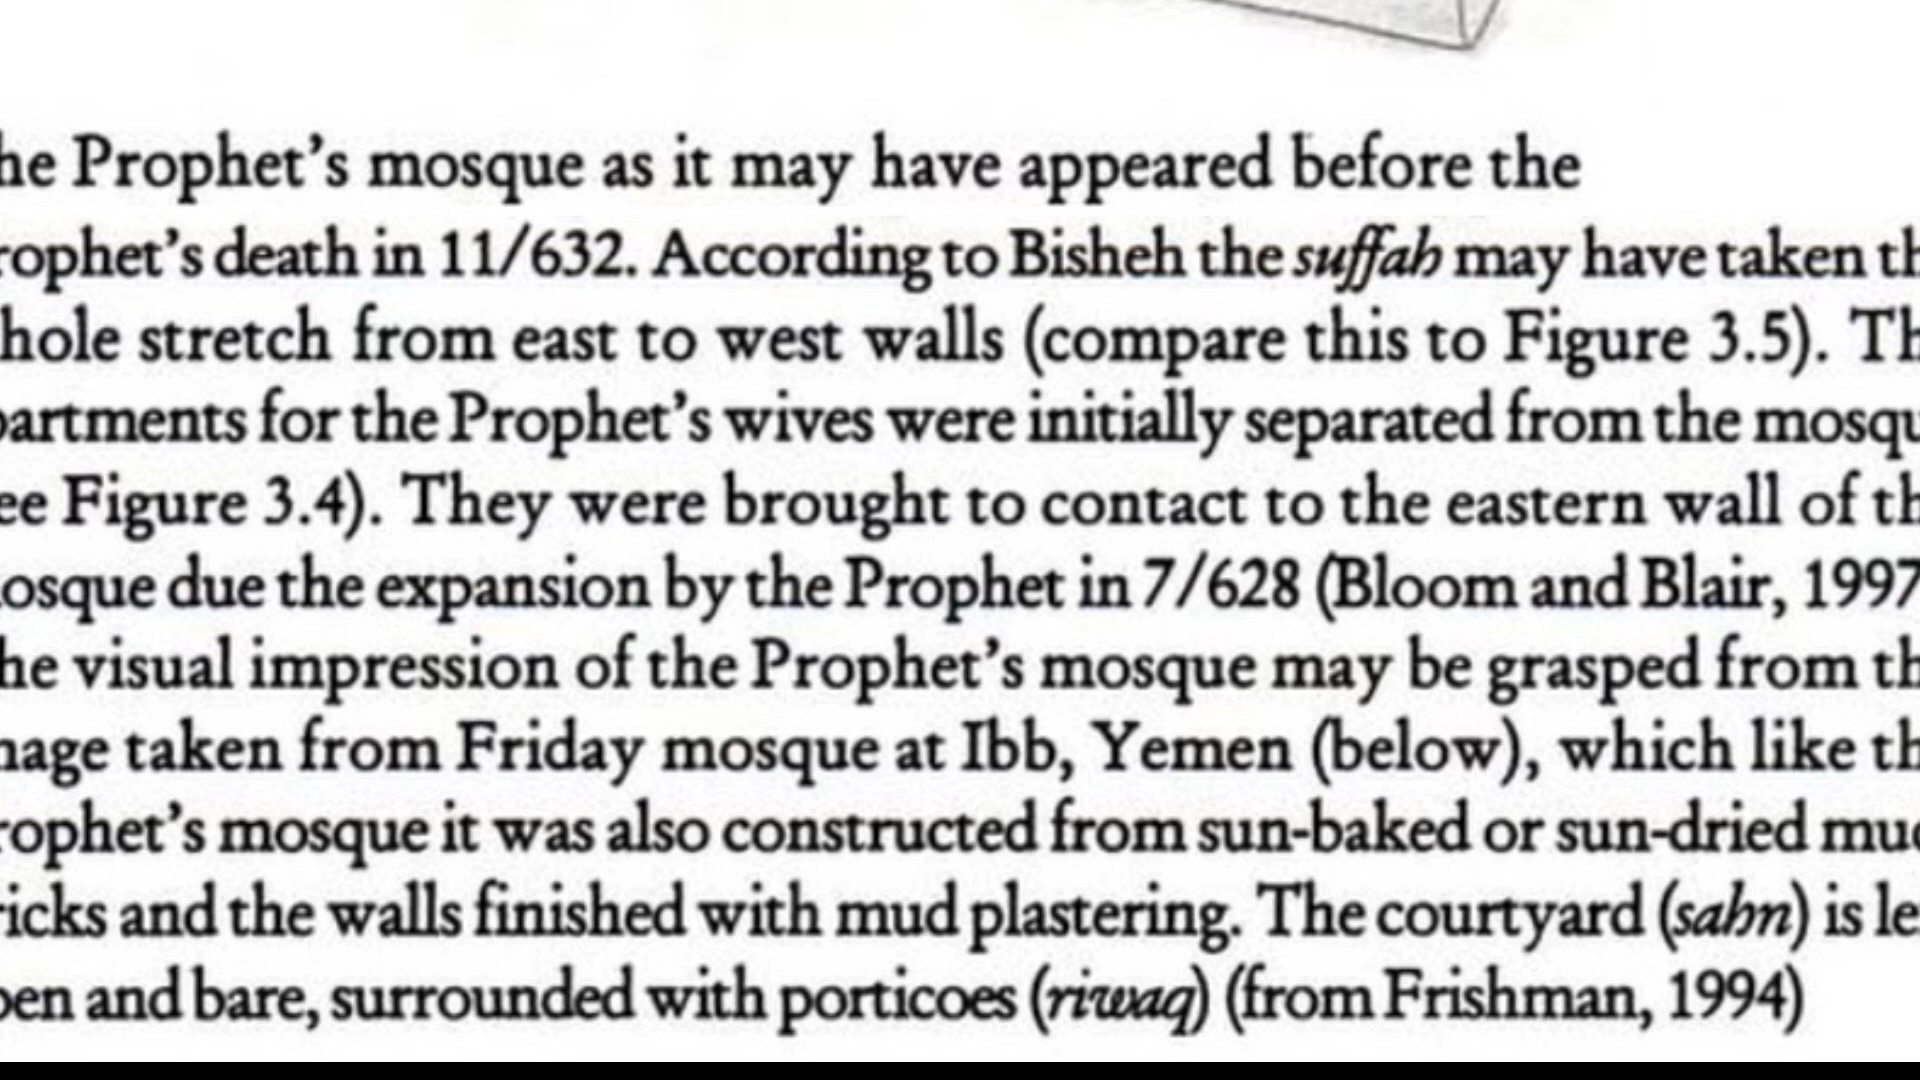 he Prophet's mosque as it may have appeared before the
rophet's death in 11/632. According to Bisheh the suffah may have taken th
hole stretch from east to west walls (compare this to Figure 3.5). Th
partments for the Prophet's wives were initially separated from the mosqu
ee Figure 3.4). They were brought to contact to the eastern wall of th
osque due the expansion by the Prophet in 7/628 (Bloom and Blair, 1997
he visual impression of the Prophet's mosque may be grasped from th
mage taken from Friday mosque at Ibb, Yemen (below), which like th
rophet's mosque it was also constructed from sun-baked or sun-dried mud
ricks and the walls finished with mud plastering. The courtyard (sahn) is le
pen and bare, surrounded with porticoes (riwaq) (from Frishman, 1994)